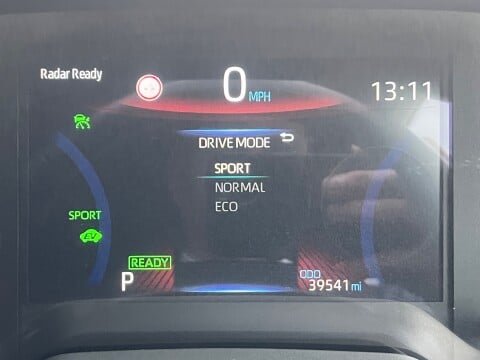 Radar Ready
0 MPH
13:11
DRIVE MODE
SPORT
NORMAL
ECO
SPORT
EV
READY
P
ODO
39541 mi